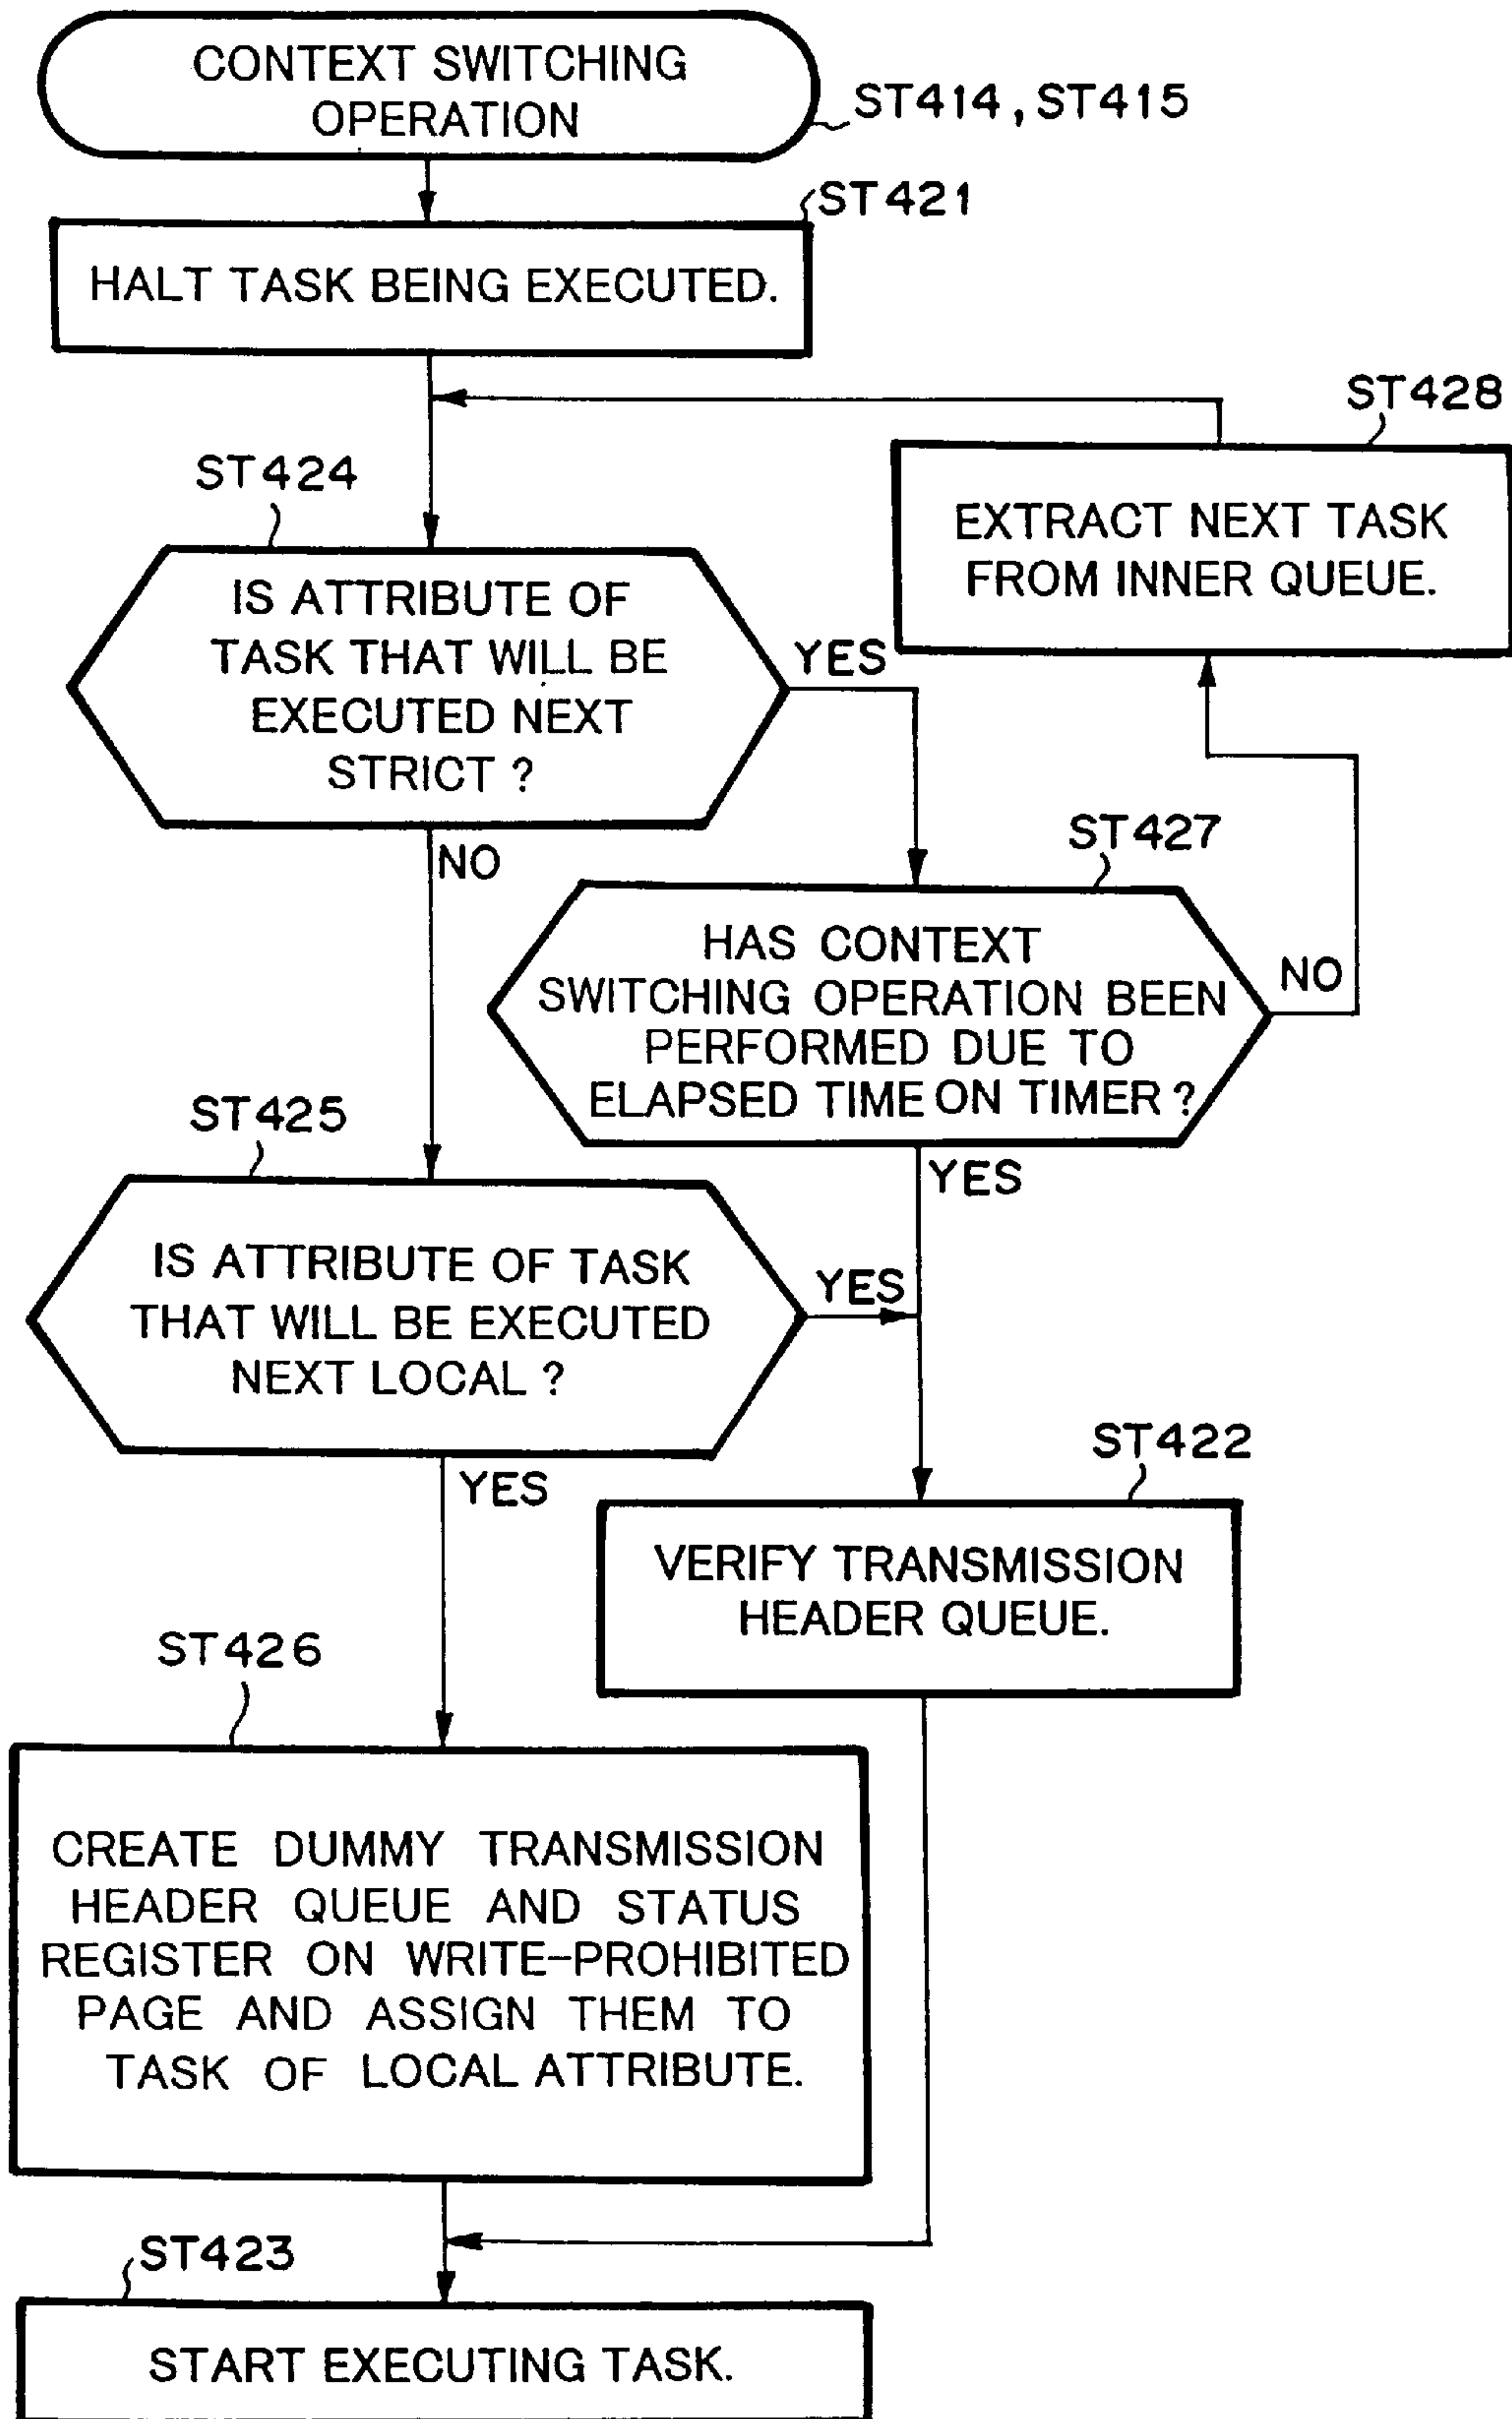 CONTEXT SWITCHING
OPERATION
ST414, ST415
ST421
HALT TASK BEING EXECUTED.
ST428
EXTRACT NEXT TASK
FROM INNER QUEUE.
ST424
IS ATTRIBUTE OF
TASK THAT WILL BE
EXECUTED NEXT
STRICT ?
YES
NO
ST427
HAS CONTEXT
SWITCHING OPERATION BEEN
PERFORMED DUE TO
ELAPSED TIME ON TIMER ?
NO
YES
ST425
IS ATTRIBUTE OF TASK
THAT WILL BE EXECUTED
NEXT LOCAL ?
YES
YES
ST422
VERIFY TRANSMISSION
HEADER QUEUE.
ST426
CREATE DUMMY TRANSMISSION
HEADER QUEUE AND STATUS
REGISTER ON WRITE-PROHIBITED
PAGE AND ASSIGN THEM TO
TASK OF LOCAL ATTRIBUTE.
ST423
START EXECUTING TASK.